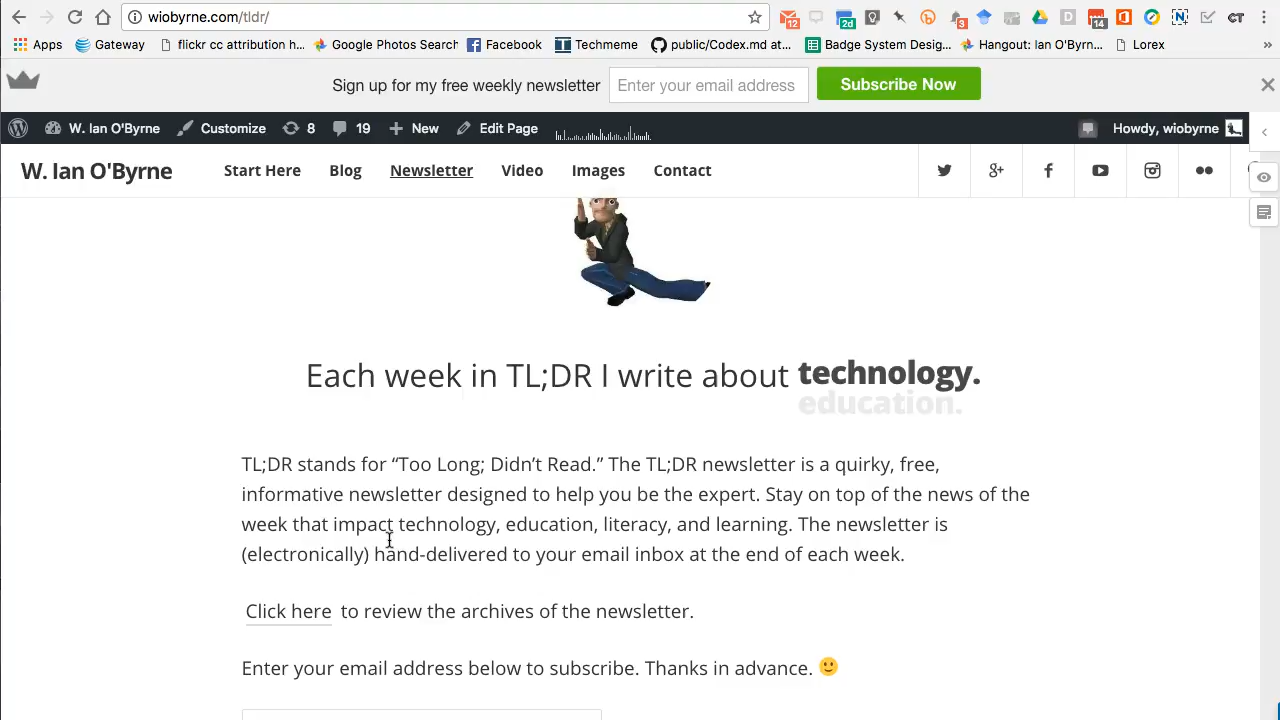 wiobyrne.com/tldr/
12
2d
3
14
Apps Gateway flickr cc attribution h... Google Photos Search Facebook Techmeme public/Codex.md at... Badge System Desig... Hangout: Ian O'Byrn... Lorex »
Sign up for my free weekly newsletter Enter your email address Subscribe Now
W. Ian O'Byrne Customize 8 19 New Edit Page Howdy, wiobyrne
W. Ian O'Byrne Start Here Blog Newsletter Video Images Contact
Each week in TL;DR I write about technology.
education.
TL;DR stands for “Too Long; Didn’t Read.” The TL;DR newsletter is a quirky, free,
informative newsletter designed to help you be the expert. Stay on top of the news of the
week that impact technology, education, literacy, and learning. The newsletter is
(electronically) hand-delivered to your email inbox at the end of each week.
Click here to review the archives of the newsletter.
Enter your email address below to subscribe. Thanks in advance. 🙂